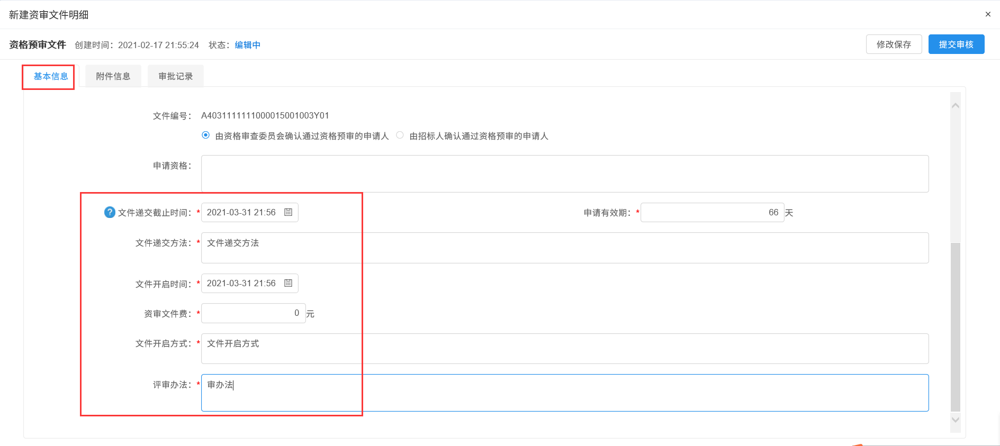 新建资审文件明细 ×
资格预审文件 创建时间：2021-02-17 21:55:24 状态：编辑中 修改保存 提交审核
基本信息 附件信息 审批记录
文件编号： A4031111111000015001003Y01
由资格审查委员会确认通过资格预审的申请人 由招标人确认通过资格预审的申请人
申请资格：
? 文件递交截止时间：* 2021-03-31 21:56 申请有效期：* 66 天
文件递交方法：* 文件递交方法
文件开启时间：* 2021-03-31 21:56
资审文件费：* 0 元
文件开启方式：* 文件开启方式
评审办法：* 审办法